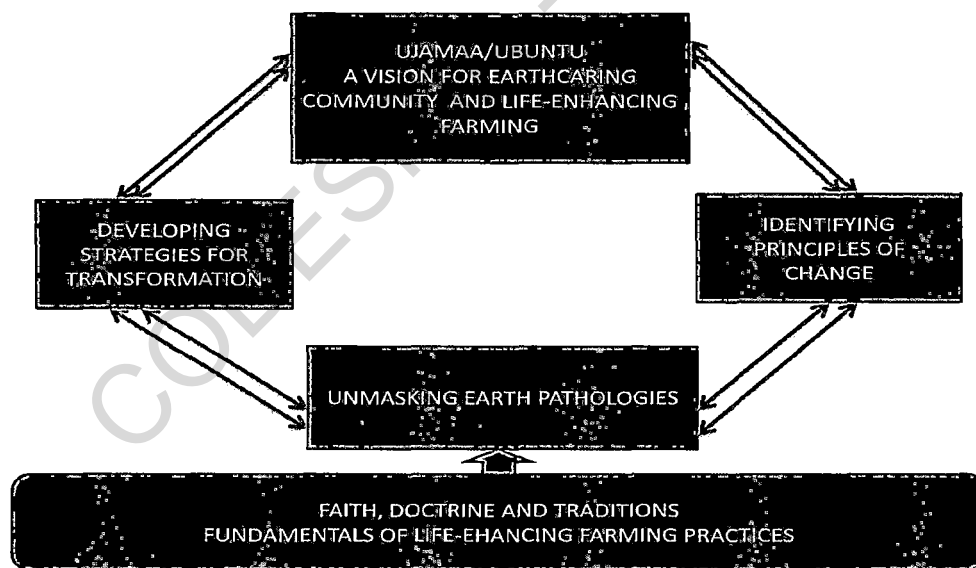 UJAMAA/UBUNTU
A VISION FOR EARTHCARING
COMMUNITY AND LIFE-ENHANCING
FARMING
DEVELOPING
STRATEGIES FOR
TRANSFORMATION
IDENTIFYING
PRINCIPLES OF
CHANGE
UNMASKING EARTH PATHOLOGIES
FAITH, DOCTRINE AND TRADITIONS
FUNDAMENTALS OF LIFE-EHANCING FARMING PRACTICES